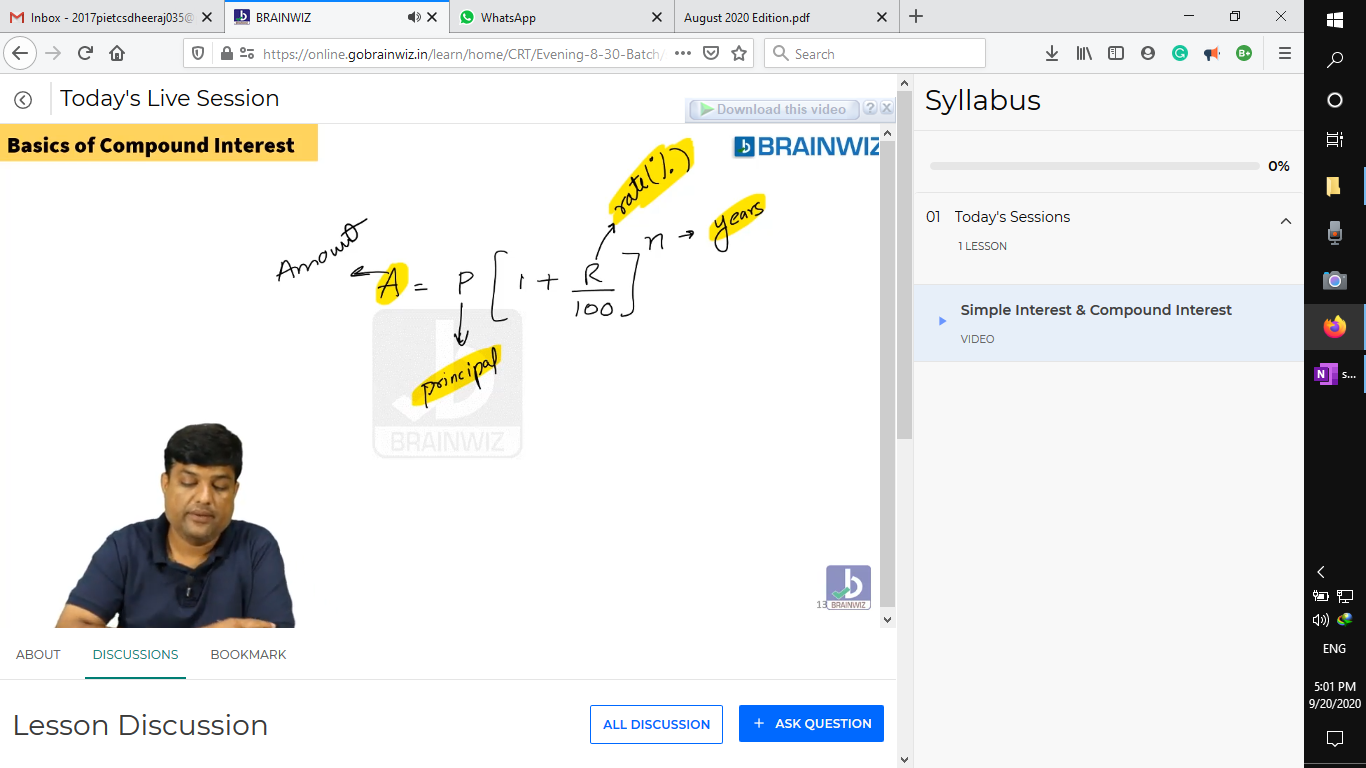 Inbox - 2017pietcsdheeraj035@
BRAINWIZ
WhatsApp
August 2020 Edition.pdf
https://online.gobrainwiz.in/learn/home/CRT/Evening-8-30-Batch/
Search
Today's Live Session
Download this video
Basics of Compound Interest
BRAINWIZ
rate(%)
years
Amount
A = P [ 1 + R/100 ]^n
principal
BRAINWIZ
13
BRAINWIZ
ABOUT
DISCUSSIONS
BOOKMARK
Lesson Discussion
ALL DISCUSSION
+ ASK QUESTION
Syllabus
0%
01 Today's Sessions
1 LESSON
Simple Interest & Compound Interest
VIDEO
N s...
ENG
5:01 PM
9/20/2020